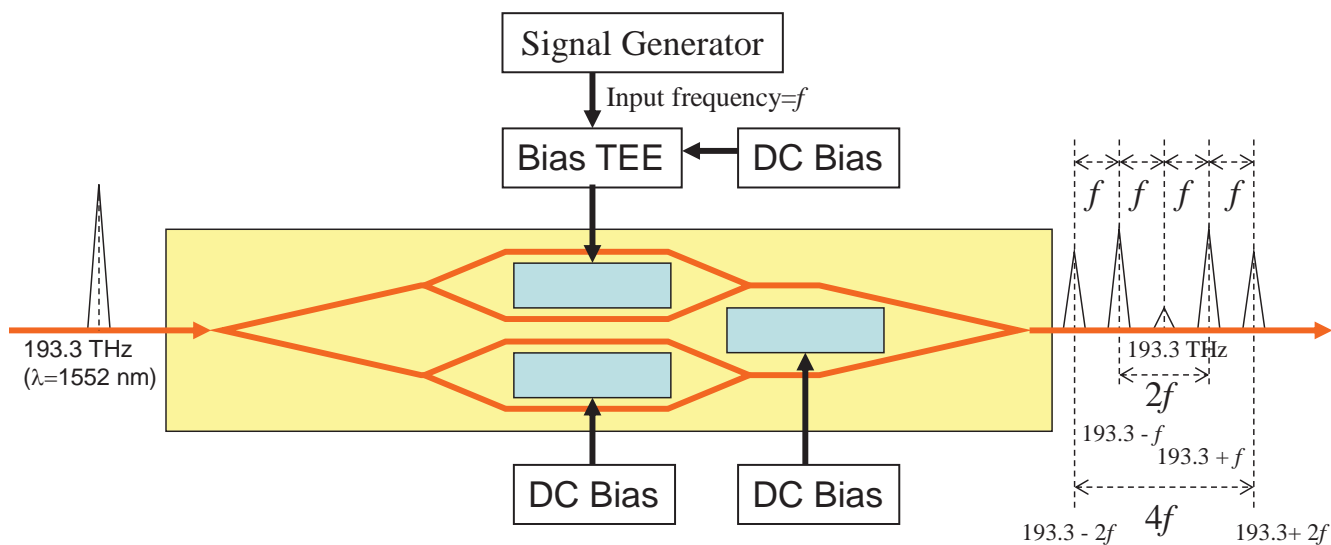 Signal Generator
Input frequency=f
Bias TEE
DC Bias
f f f f
193.3 THz
(λ=1552 nm)
193.3 THz
2f
193.3 - f
193.3 + f
DC Bias
DC Bias
4f
193.3 - 2f
193.3+ 2f